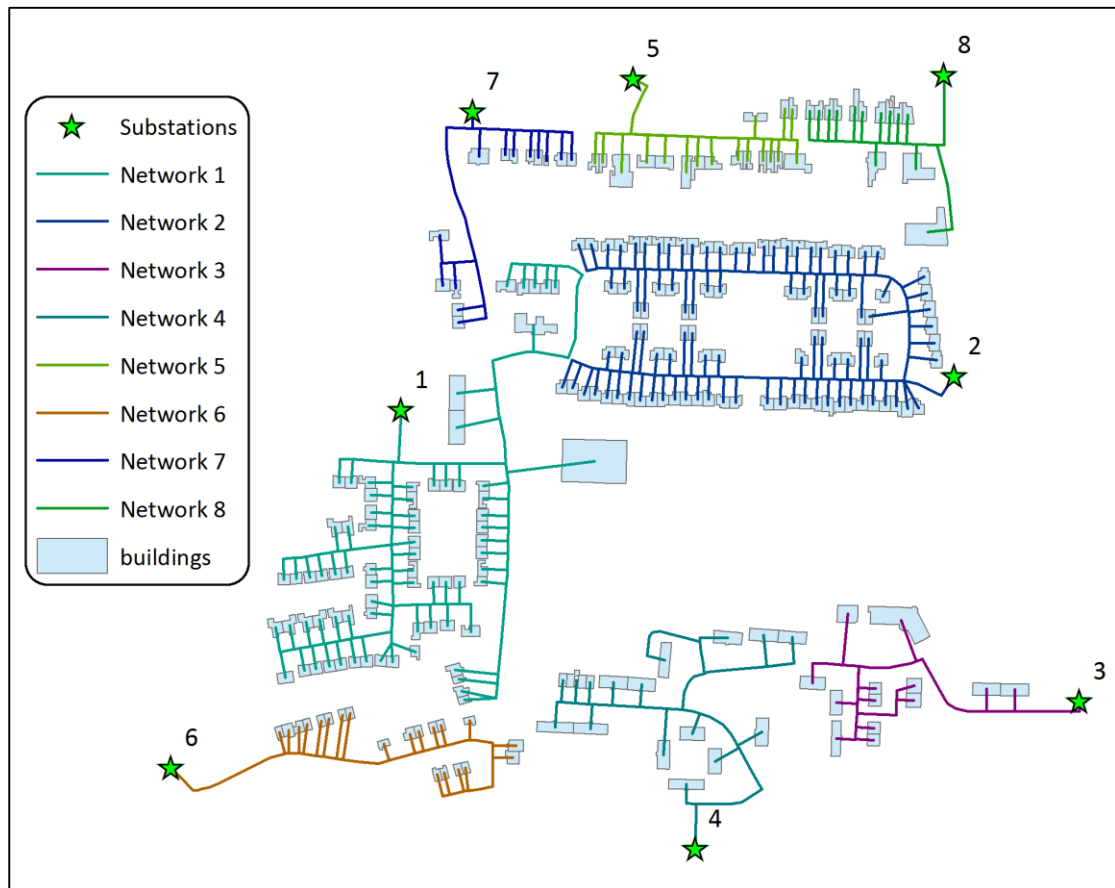 Substations
Network 1
Network 2
Network 3
Network 4
Network 5
Network 6
Network 7
Network 8
buildings
5
8
7
2
1
3
6
4